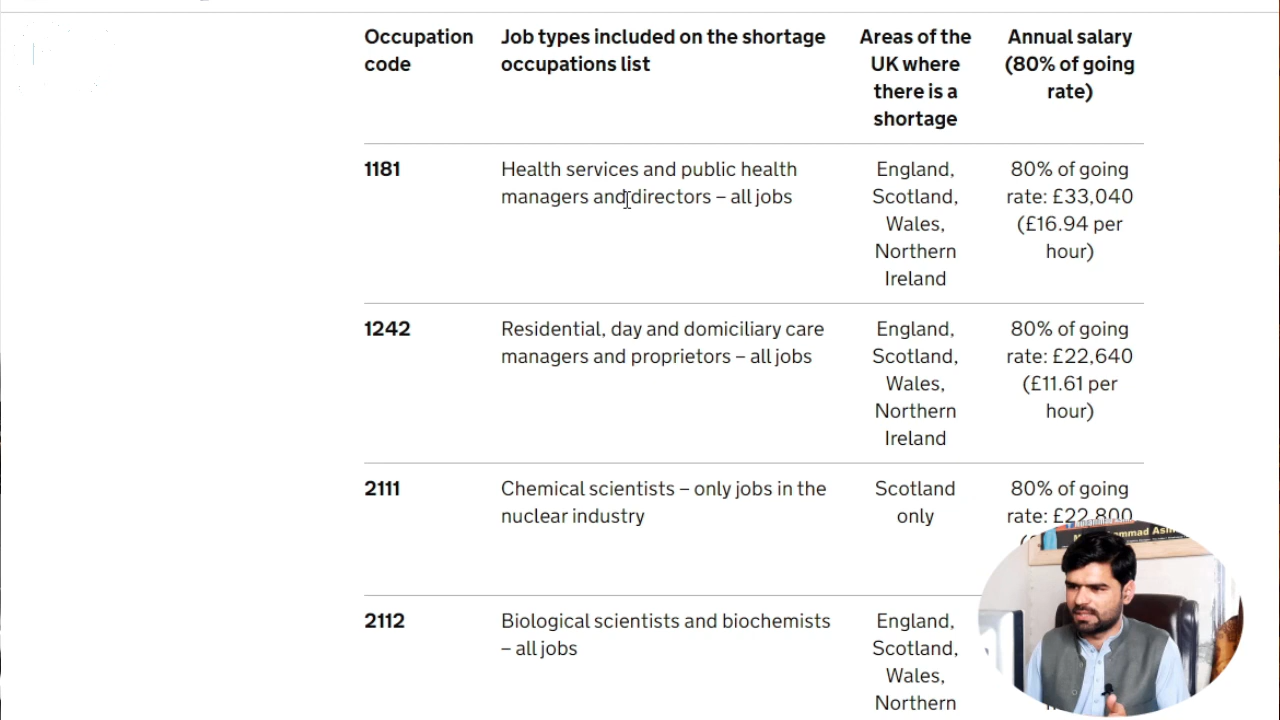 Occupation code
Job types included on the shortage occupations list
Areas of the UK where there is a shortage
Annual salary (80% of going rate)
1181
Health services and public health
managers and directors – all jobs
England,
Scotland,
Wales,
Northern
Ireland
80% of going
rate: £33,040
(£16.94 per
hour)
1242
Residential, day and domiciliary care
managers and proprietors – all jobs
England,
Scotland,
Wales,
Northern
Ireland
80% of going
rate: £22,640
(£11.61 per
hour)
2111
Chemical scientists – only jobs in the
nuclear industry
Scotland
only
80% of going
rate: £22,800
2112
Biological scientists and biochemists
– all jobs
England,
Scotland,
Wales,
Northern